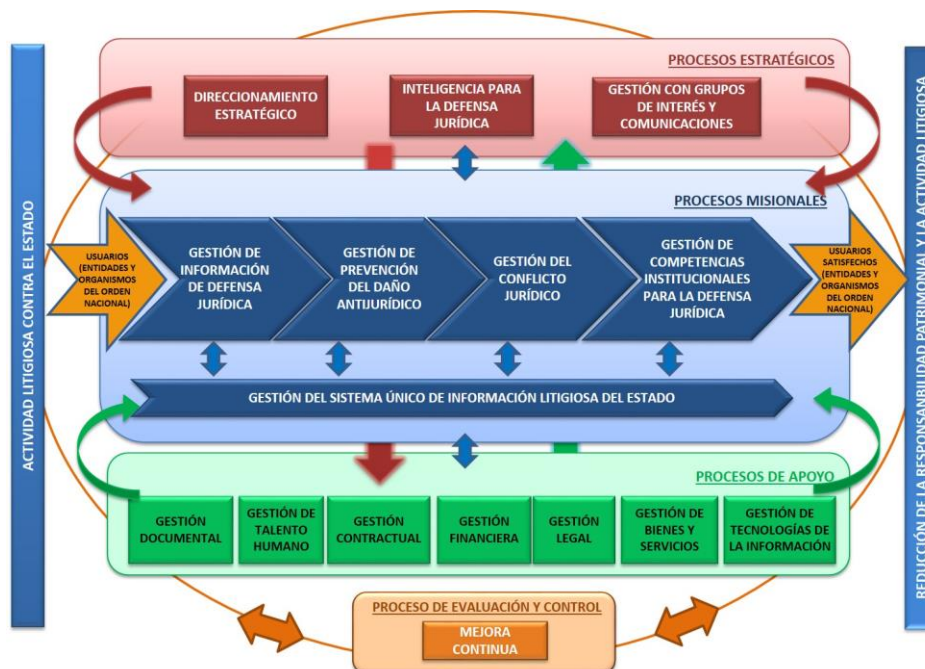 PROCESOS ESTRATÉGICOS
DIRECCIONAMIENTO
ESTRATÉGICO
INTELIGENCIA PARA
LA DEFENSA
JURÍDICA
GESTIÓN CON GRUPOS
DE INTERÉS Y
COMUNICACIONES
ACTIVIDAD LITIGIOSA CONTRA EL ESTADO
PROCESOS MISIONALES
USUARIOS
(ENTIDADES Y
ORGANISMOS
DEL ORDEN
NACIONAL)
GESTIÓN DE
INFORMACIÓN
DE DEFENSA
JURÍDICA
GESTIÓN DE
PREVENCIÓN
DEL DAÑO
ANTIJURÍDICO
GESTIÓN DEL
CONFLICTO
JURÍDICO
GESTIÓN DE
COMPETENCIAS
INSTITUCIONALES
PARA LA DEFENSA
JURÍDICA
USUARIOS
SATISFECHOS
(ENTIDADES Y
ORGANISMOS
DEL ORDEN
NACIONAL)
GESTIÓN DEL SISTEMA ÚNICO DE INFORMACIÓN LITIGIOSA DEL ESTADO
REDUCCIÓN DE LA RESPONSANBILIDAD PATRIMONIAL Y LA ACTIVIDAD LITIGIOSA
PROCESOS DE APOYO
GESTIÓN
DOCUMENTAL
GESTIÓN DE
TALENTO
HUMANO
GESTIÓN
CONTRACTUAL
GESTIÓN
FINANCIERA
GESTIÓN
LEGAL
GESTIÓN DE
BIENES Y
SERVICIOS
GESTIÓN DE
TECNOLOGÍAS DE
LA INFORMACIÓN
PROCESO DE EVALUACIÓN Y CONTROL
MEJORA
CONTINUA